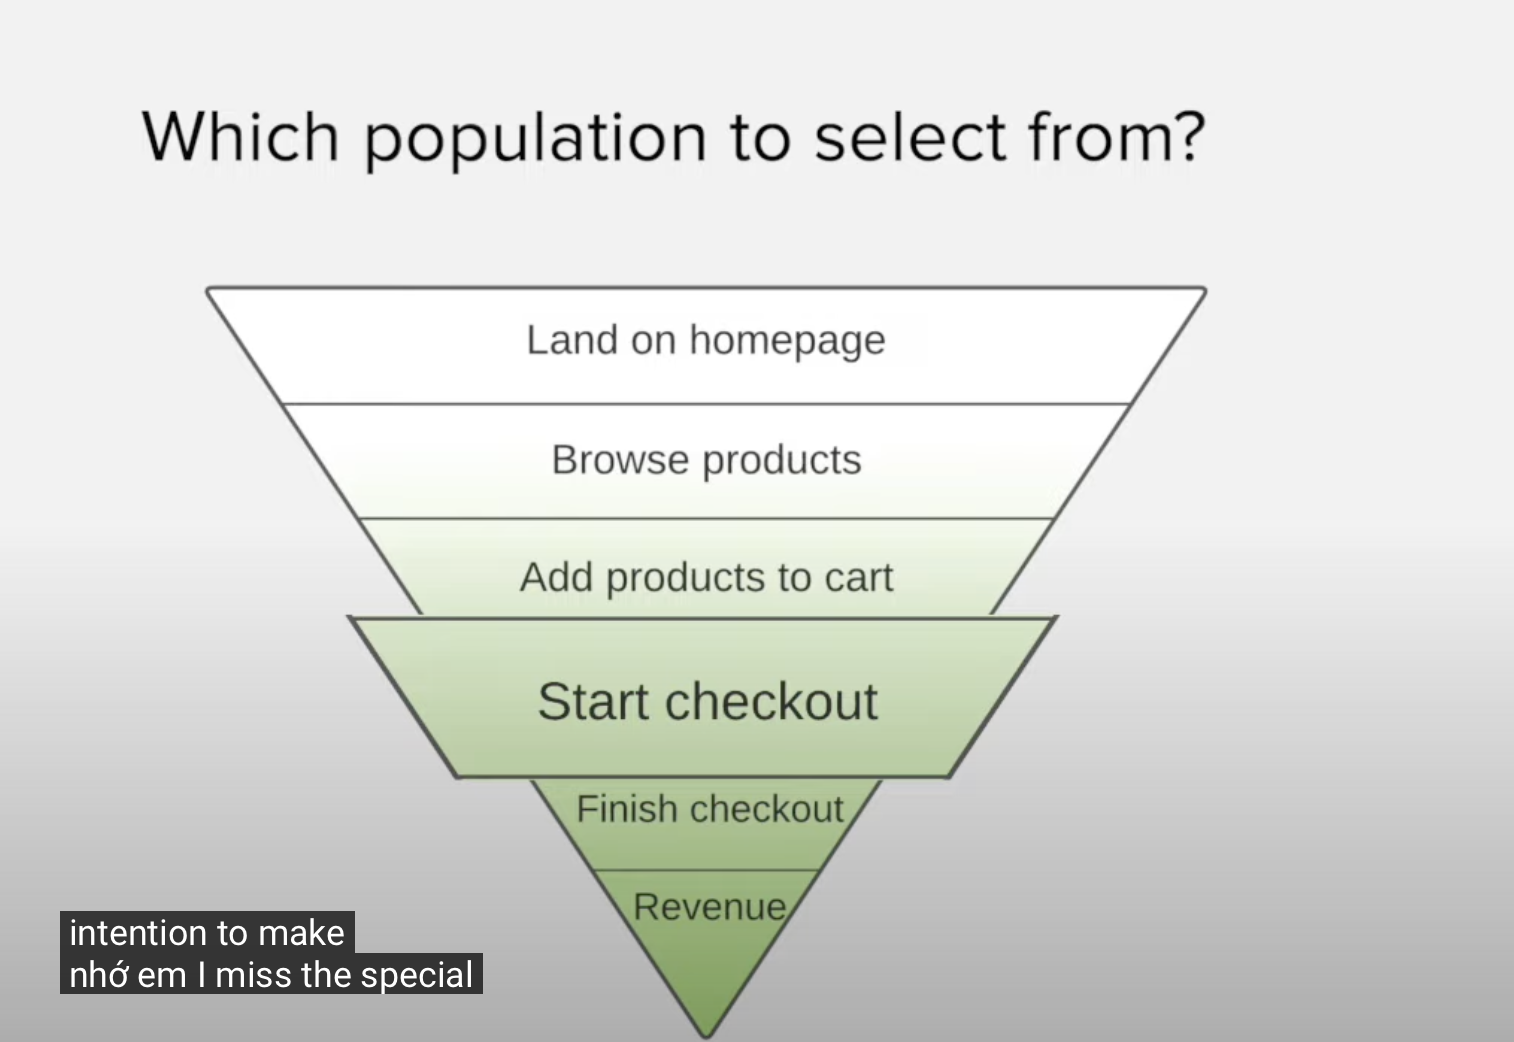 Which population to select from?
Land on homepage
Browse products
Add products to cart
Start checkout
Finish checkout
Revenue
intention to make
nhớ em I miss the special